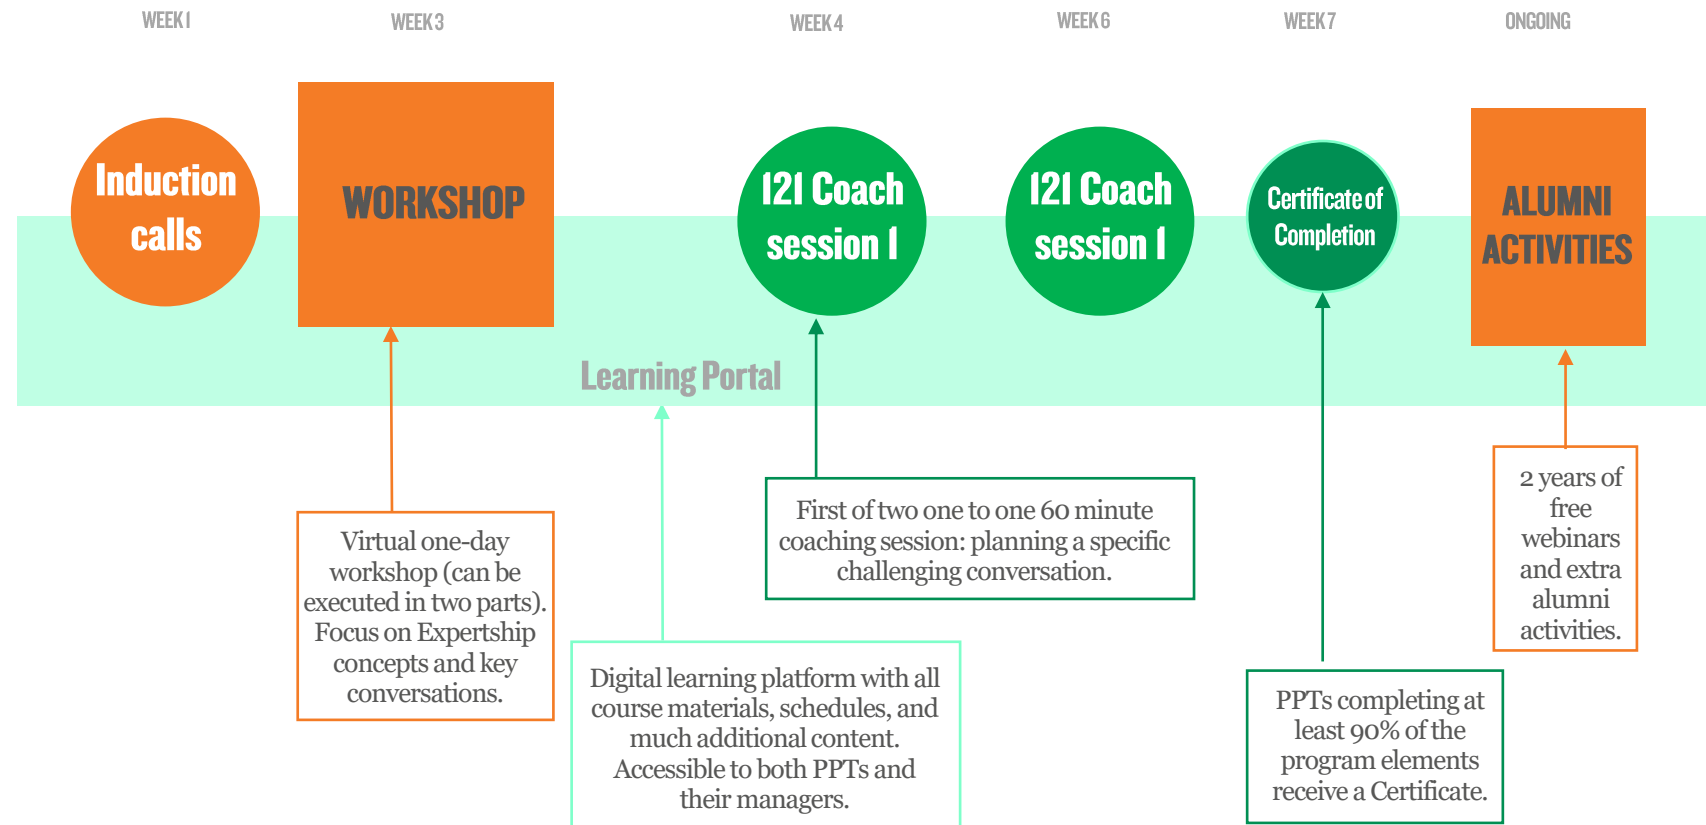 WEEK 1
WEEK 3
WEEK 4
WEEK 6
WEEK 7
ONGOING
Induction
calls
WORKSHOP
121 Coach
session 1
121 Coach
session 1
Certificate of
Completion
ALUMNI
ACTIVITIES
Learning Portal
Virtual one-day
workshop (can be
executed in two parts).
Focus on Expertship
concepts and key
conversations.
Digital learning platform with all
course materials, schedules, and
much additional content.
Accessible to both PPTs and
their managers.
First of two one to one 60 minute
coaching session: planning a specific
challenging conversation.
PPTs completing at
least 90% of the
program elements
receive a Certificate.
2 years of
free
webinars
and extra
alumni
activities.